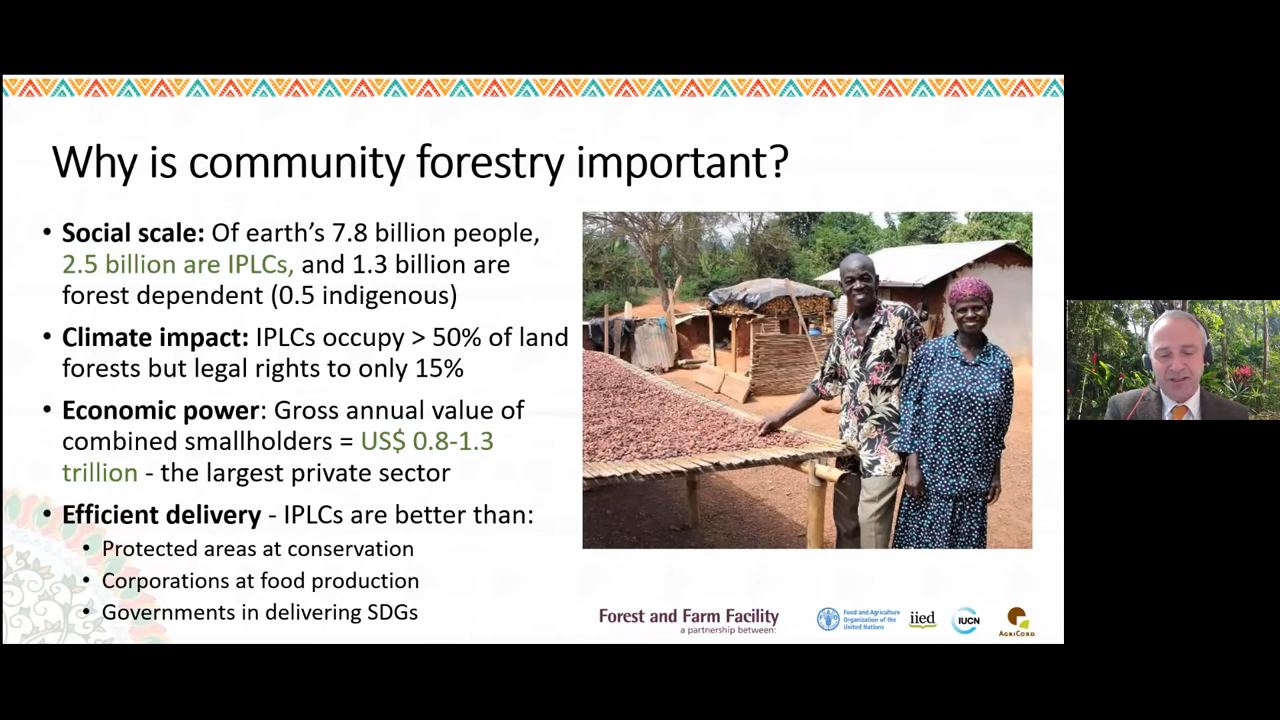 Why is community forestry important?
• Social scale: Of earth's 7.8 billion people,
2.5 billion are IPLCs, and 1.3 billion are
forest dependent (0.5 indigenous)
• Climate impact: IPLCs occupy > 50% of land
forests but legal rights to only 15%
• Economic power: Gross annual value of
combined smallholders = US$ 0.8-1.3
trillion - the largest private sector
• Efficient delivery - IPLCs are better than:
• Protected areas at conservation
• Corporations at food production
• Governments in delivering SDGs
Forest and Farm Facility
a partnership between:
Food and Agriculture
Organization of the
United Nations
iied
IUCN
AgriCord